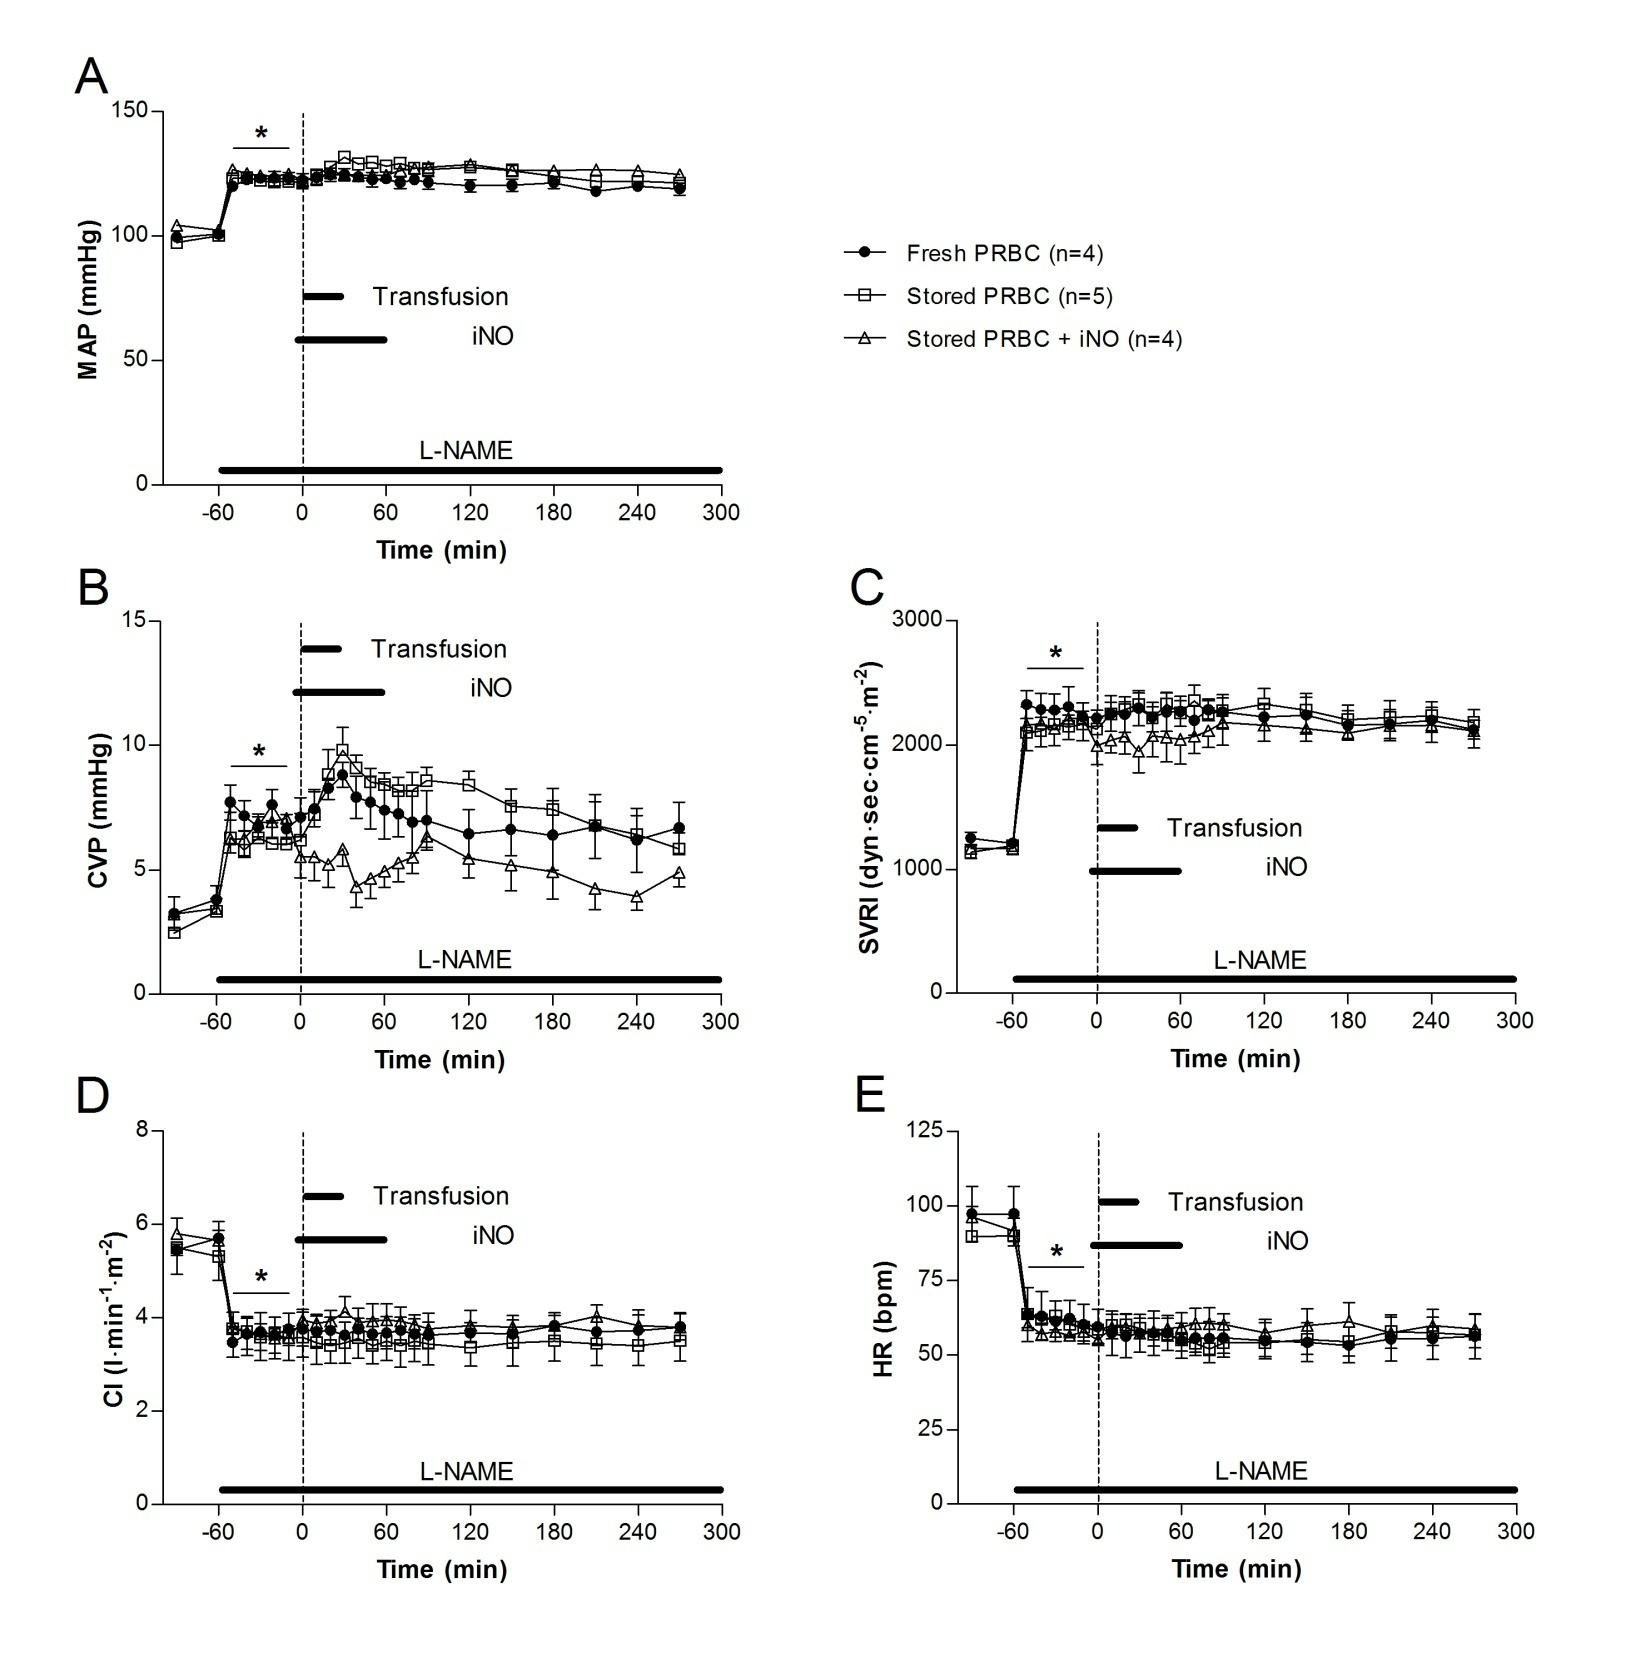 A
150
100
50
0
MAP (mmHg)
*
Transfusion
iNO
L-NAME
-60 0 60 120 180 240 300
Time (min)
Fresh PRBC (n=4)
Stored PRBC (n=5)
Stored PRBC + iNO (n=4)
B
15
10
5
0
CVP (mmHg)
*
Transfusion
iNO
L-NAME
-60 0 60 120 180 240 300
Time (min)
C
3000
2000
1000
0
SVRI (dyn·sec·cm-5·m-2)
*
Transfusion
iNO
L-NAME
-60 0 60 120 180 240 300
Time (min)
D
8
6
4
2
0
CI (l·min-1·m-2)
*
Transfusion
iNO
L-NAME
-60 0 60 120 180 240 300
Time (min)
E
125
100
75
50
25
0
HR (bpm)
*
Transfusion
iNO
L-NAME
-60 0 60 120 180 240 300
Time (min)